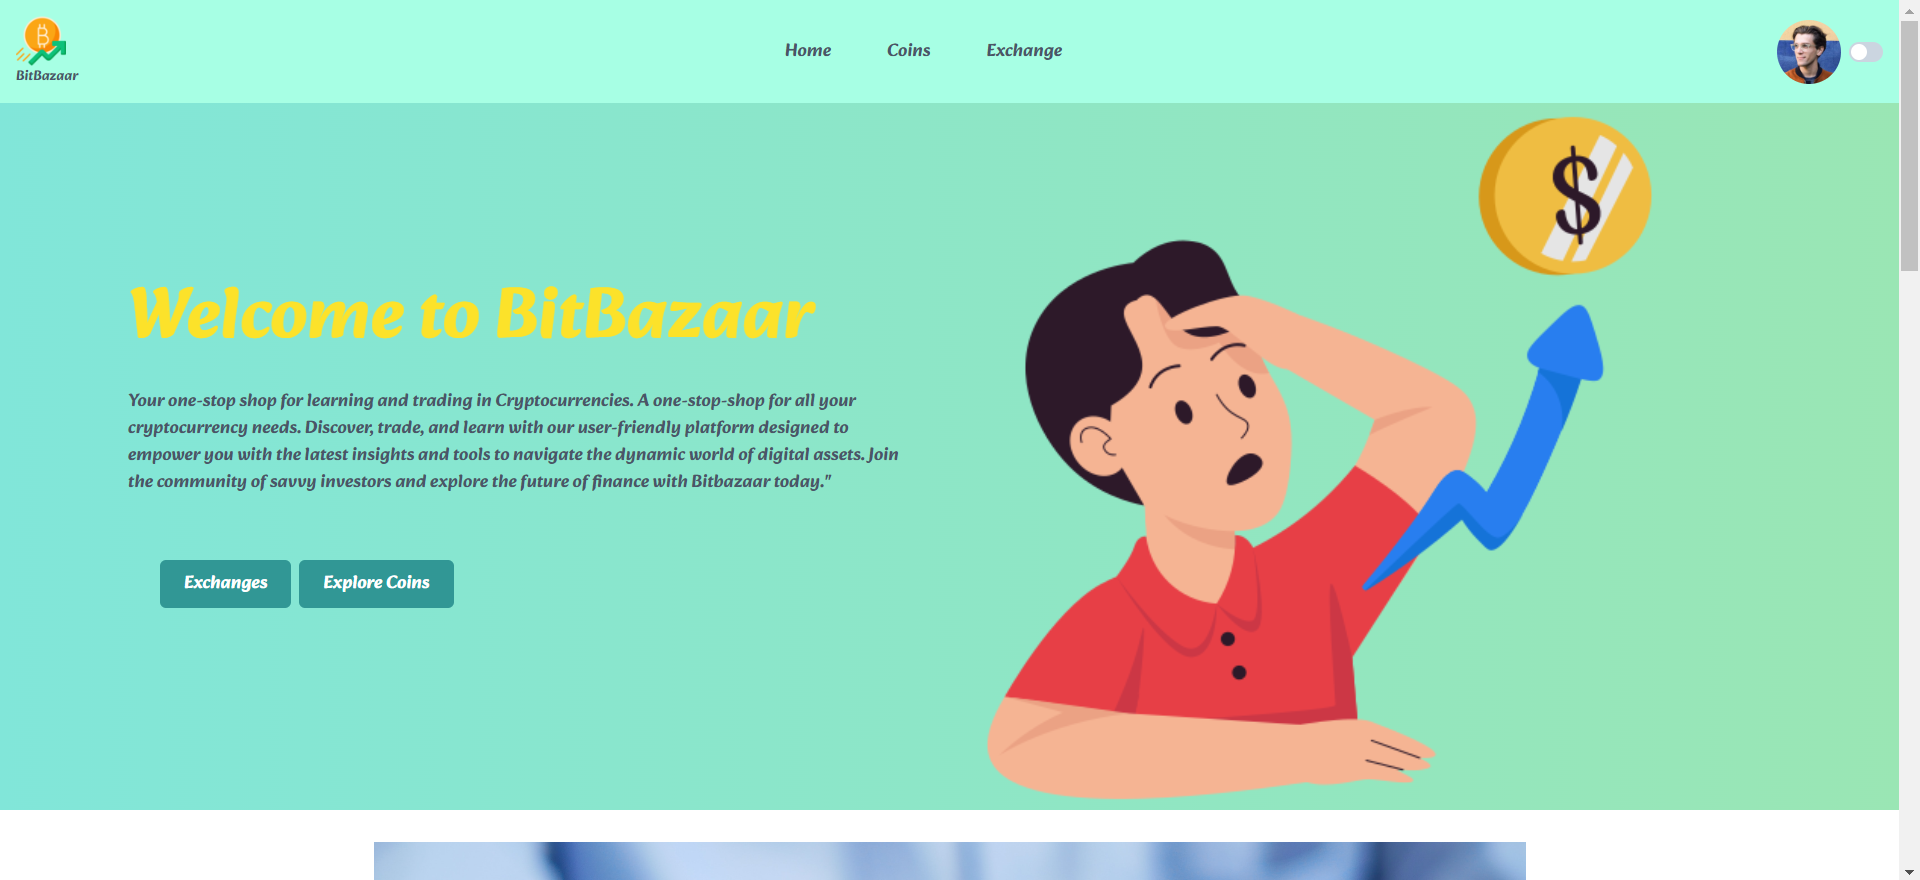 BitBazaar
Home
Coins
Exchange
$
Welcome to BitBazaar
Your one-stop shop for learning and trading in Cryptocurrencies. A one-stop-shop for all your
cryptocurrency needs. Discover, trade, and learn with our user-friendly platform designed to
empower you with the latest insights and tools to navigate the dynamic world of digital assets. Join
the community of savvy investors and explore the future of finance with Bitbazaar today."
Exchanges
Explore Coins